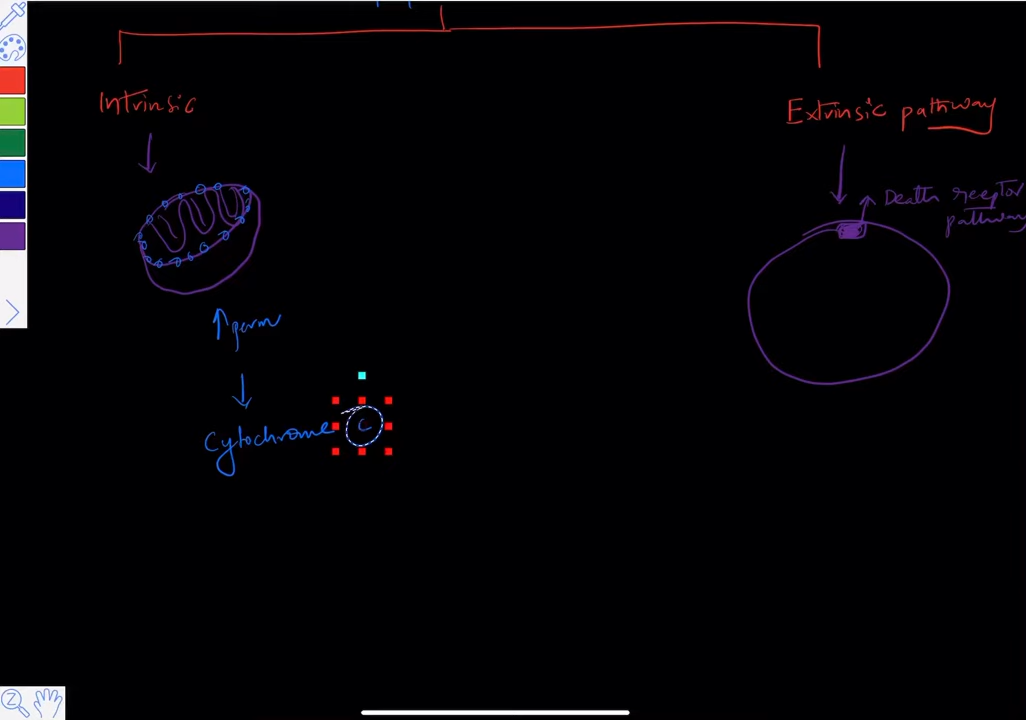 Intrinsic
Extrinsic pathway
Death receptor
pathway
↑ perm
Cytochrome C